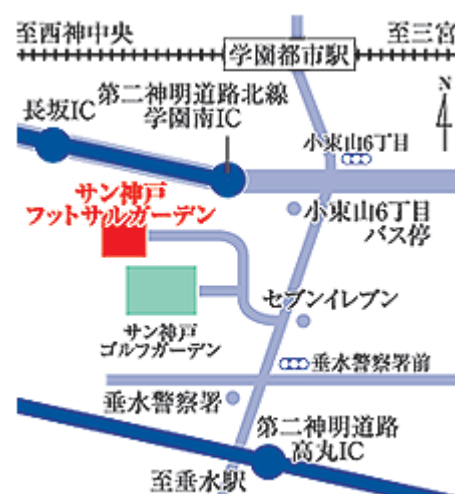 至西神中央
至三宮
学園都市駅
N
第二神明道路北線
学園南IC
長坂IC
小束山6丁目
サン神戸
フットサルガーデン
小束山6丁目
バス停
セブンイレブン
サン神戸
ゴルフガーデン
垂水警察署前
垂水警察署
第二神明道路
高丸IC
至垂水駅